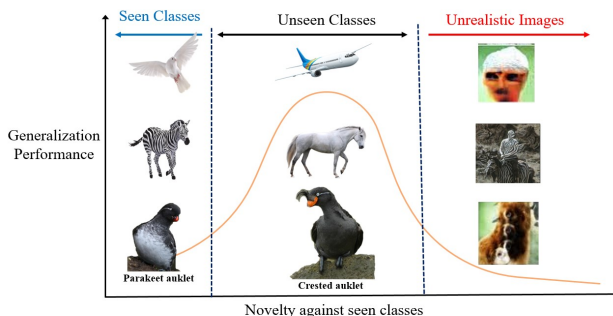 Seen Classes
Unseen Classes
Unrealistic Images
Generalization
Performance
Parakeet auklet
Crested auklet
Novelty against seen classes